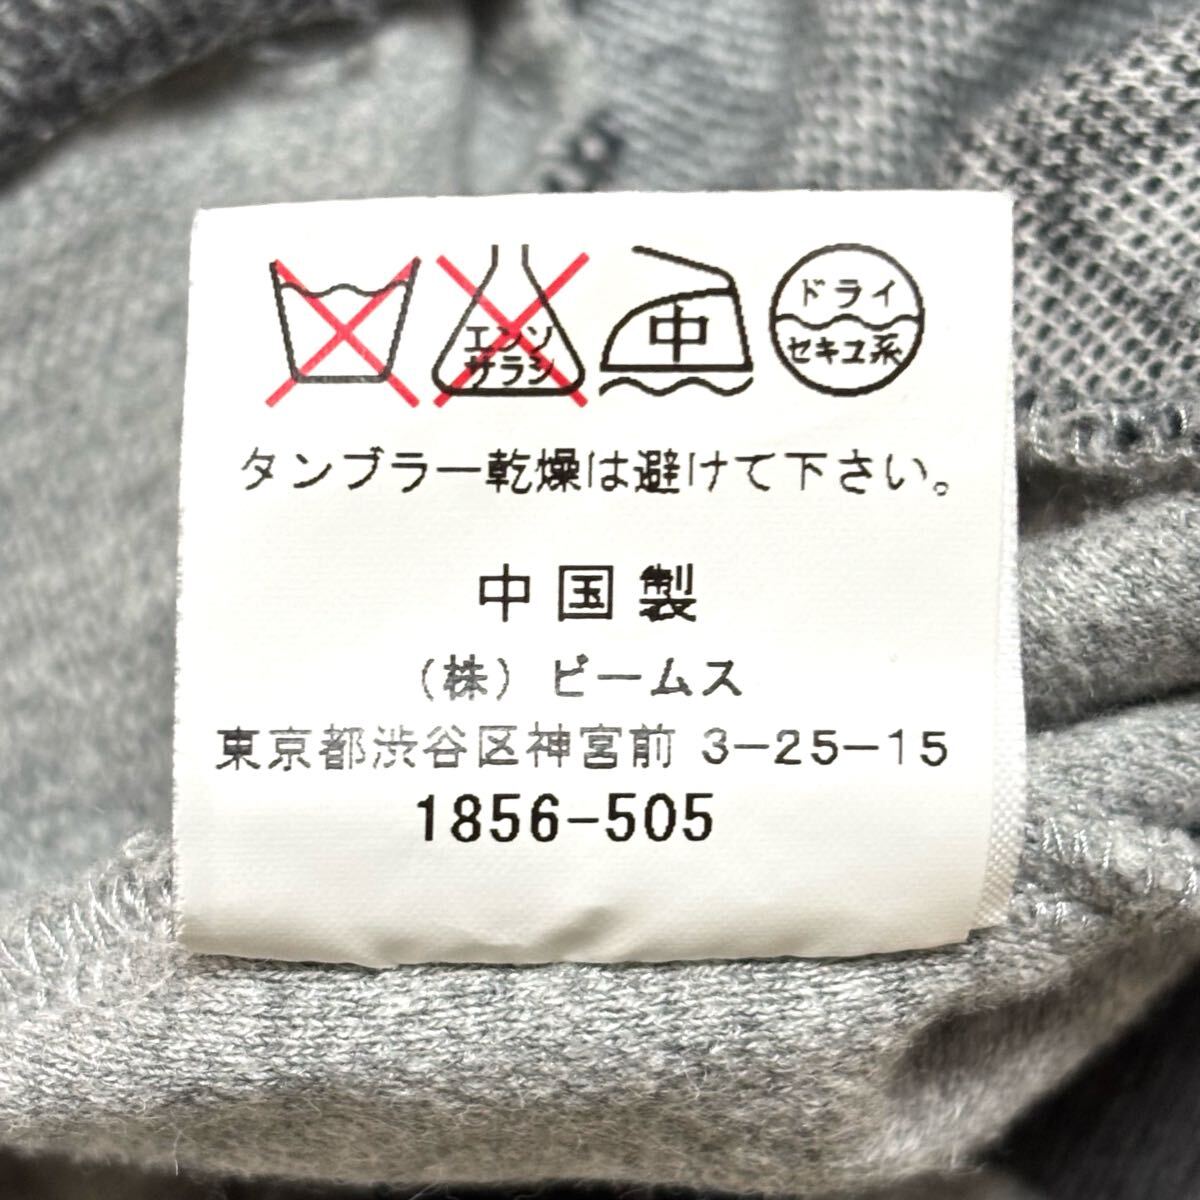 エンソ
サラシ
中
ドライ
セキユ系
タンブラー乾燥は避けて下さい。
中国製
(株) ビームス
東京都渋谷区神宮前 3-25-15
1856-505